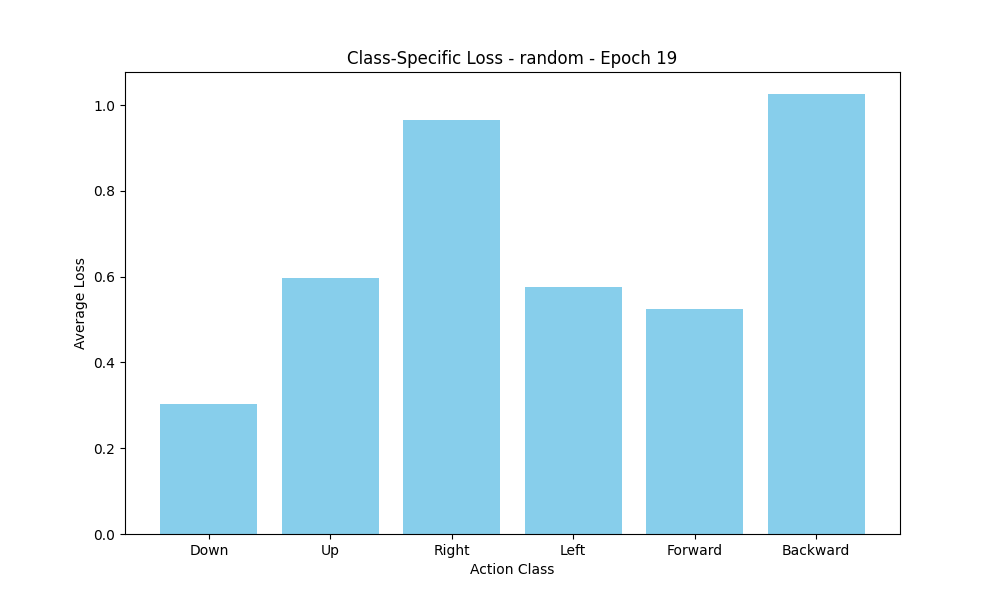 Class-Specific Loss - random - Epoch 19
Average Loss
1.0
0.8
0.6
0.4
0.2
0.0
Down Up Right Left Forward Backward
Action Class